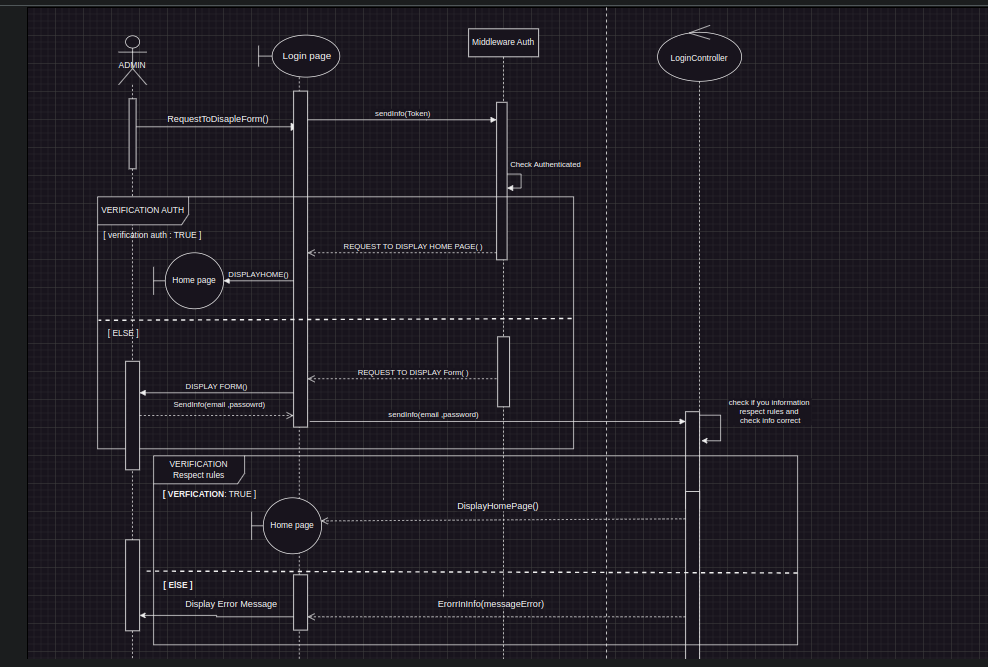 Middleware Auth
Login page
LoginController
ADMIN
sendInfo(Token)
RequestToDisapleForm()
Check Authenticated
VERIFICATION AUTH
[ verification auth : TRUE ]
REQUEST TO DISPLAY HOME PAGE( )
DISPLAYHOME()
Home page
[ ELSE ]
REQUEST TO DISPLAY Form( )
DISPLAY FORM()
SendInfo(email ,passowrd)
sendInfo(email ,password)
check if you information
respect rules and
check info correct
VERIFICATION
Respect rules
[ VERFICATION: TRUE ]
DisplayHomePage()
Home page
[ ElSE ]
Display Error Message
ErorrInInfo(messageError)